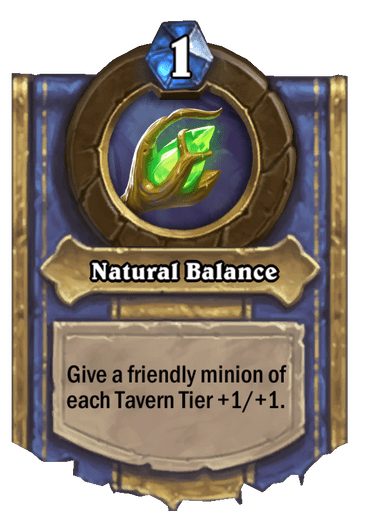 1
Natural Balance
Give a friendly minion of
each Tavern Tier +1/+1.